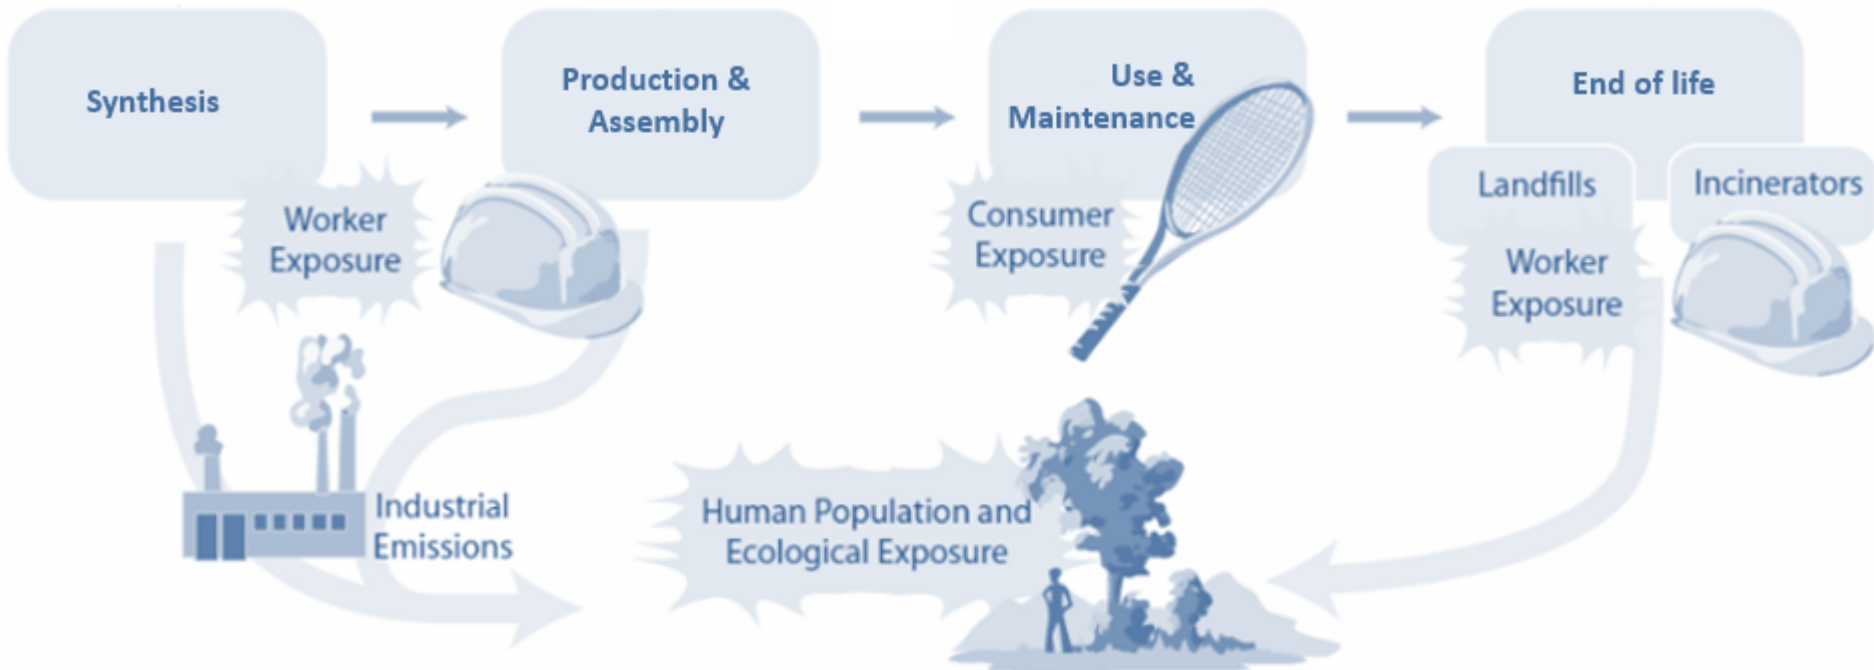 Synthesis
Production &
Assembly
Use &
Maintenance
End of life
Landfills
Incinerators
Worker
Exposure
Consumer
Exposure
Worker
Exposure
Industrial
Emissions
Human Population and
Ecological Exposure